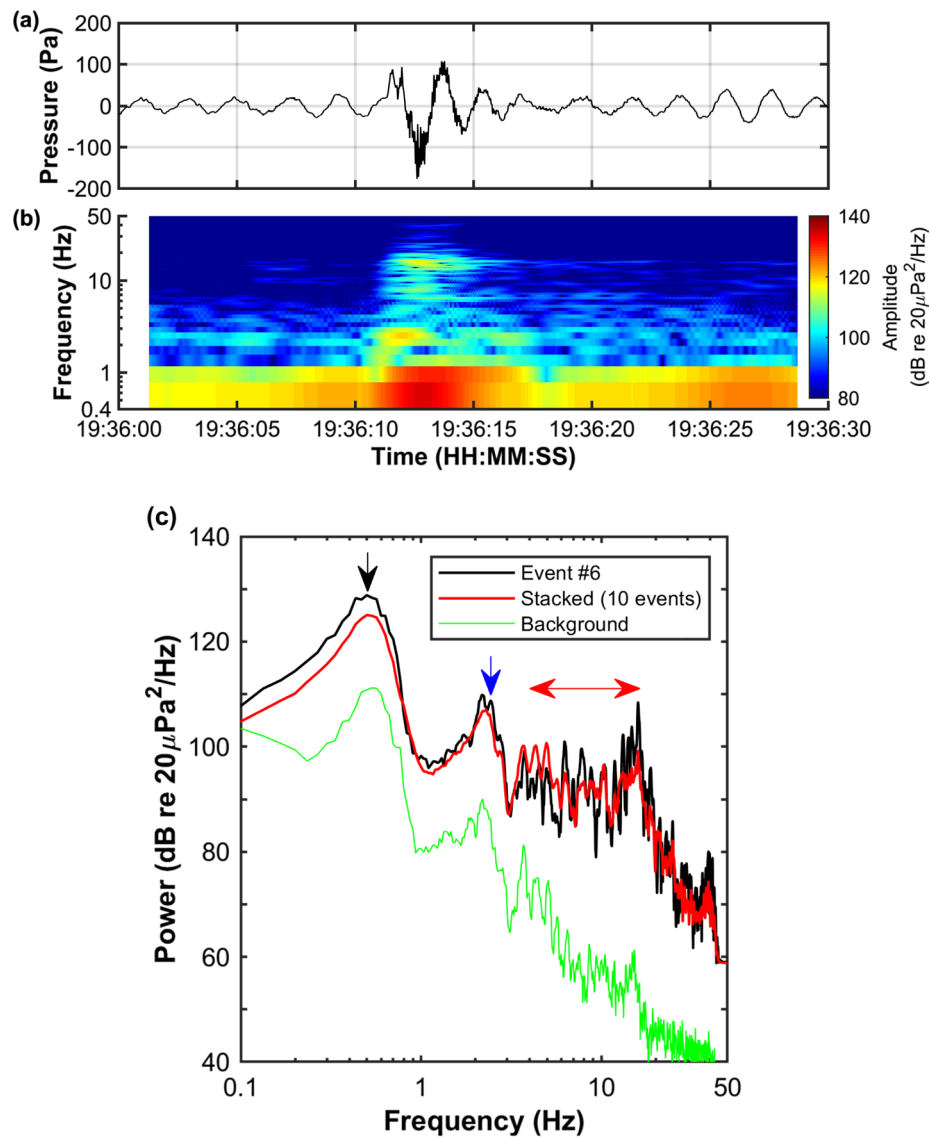 (a)
200
100
0
-100
-200
Pressure (Pa)
(b)
50
10
1
0.4
Frequency (Hz)
140
120
100
80
Amplitude
(dB re 20μPa²/Hz)
19:36:00 19:36:05 19:36:10 19:36:15 19:36:20 19:36:25 19:36:30
Time (HH:MM:SS)
(c)
140
120
100
80
60
40
Power (dB re 20μPa²/Hz)
Event #6
Stacked (10 events)
Background
0.1 1 10 50
Frequency (Hz)